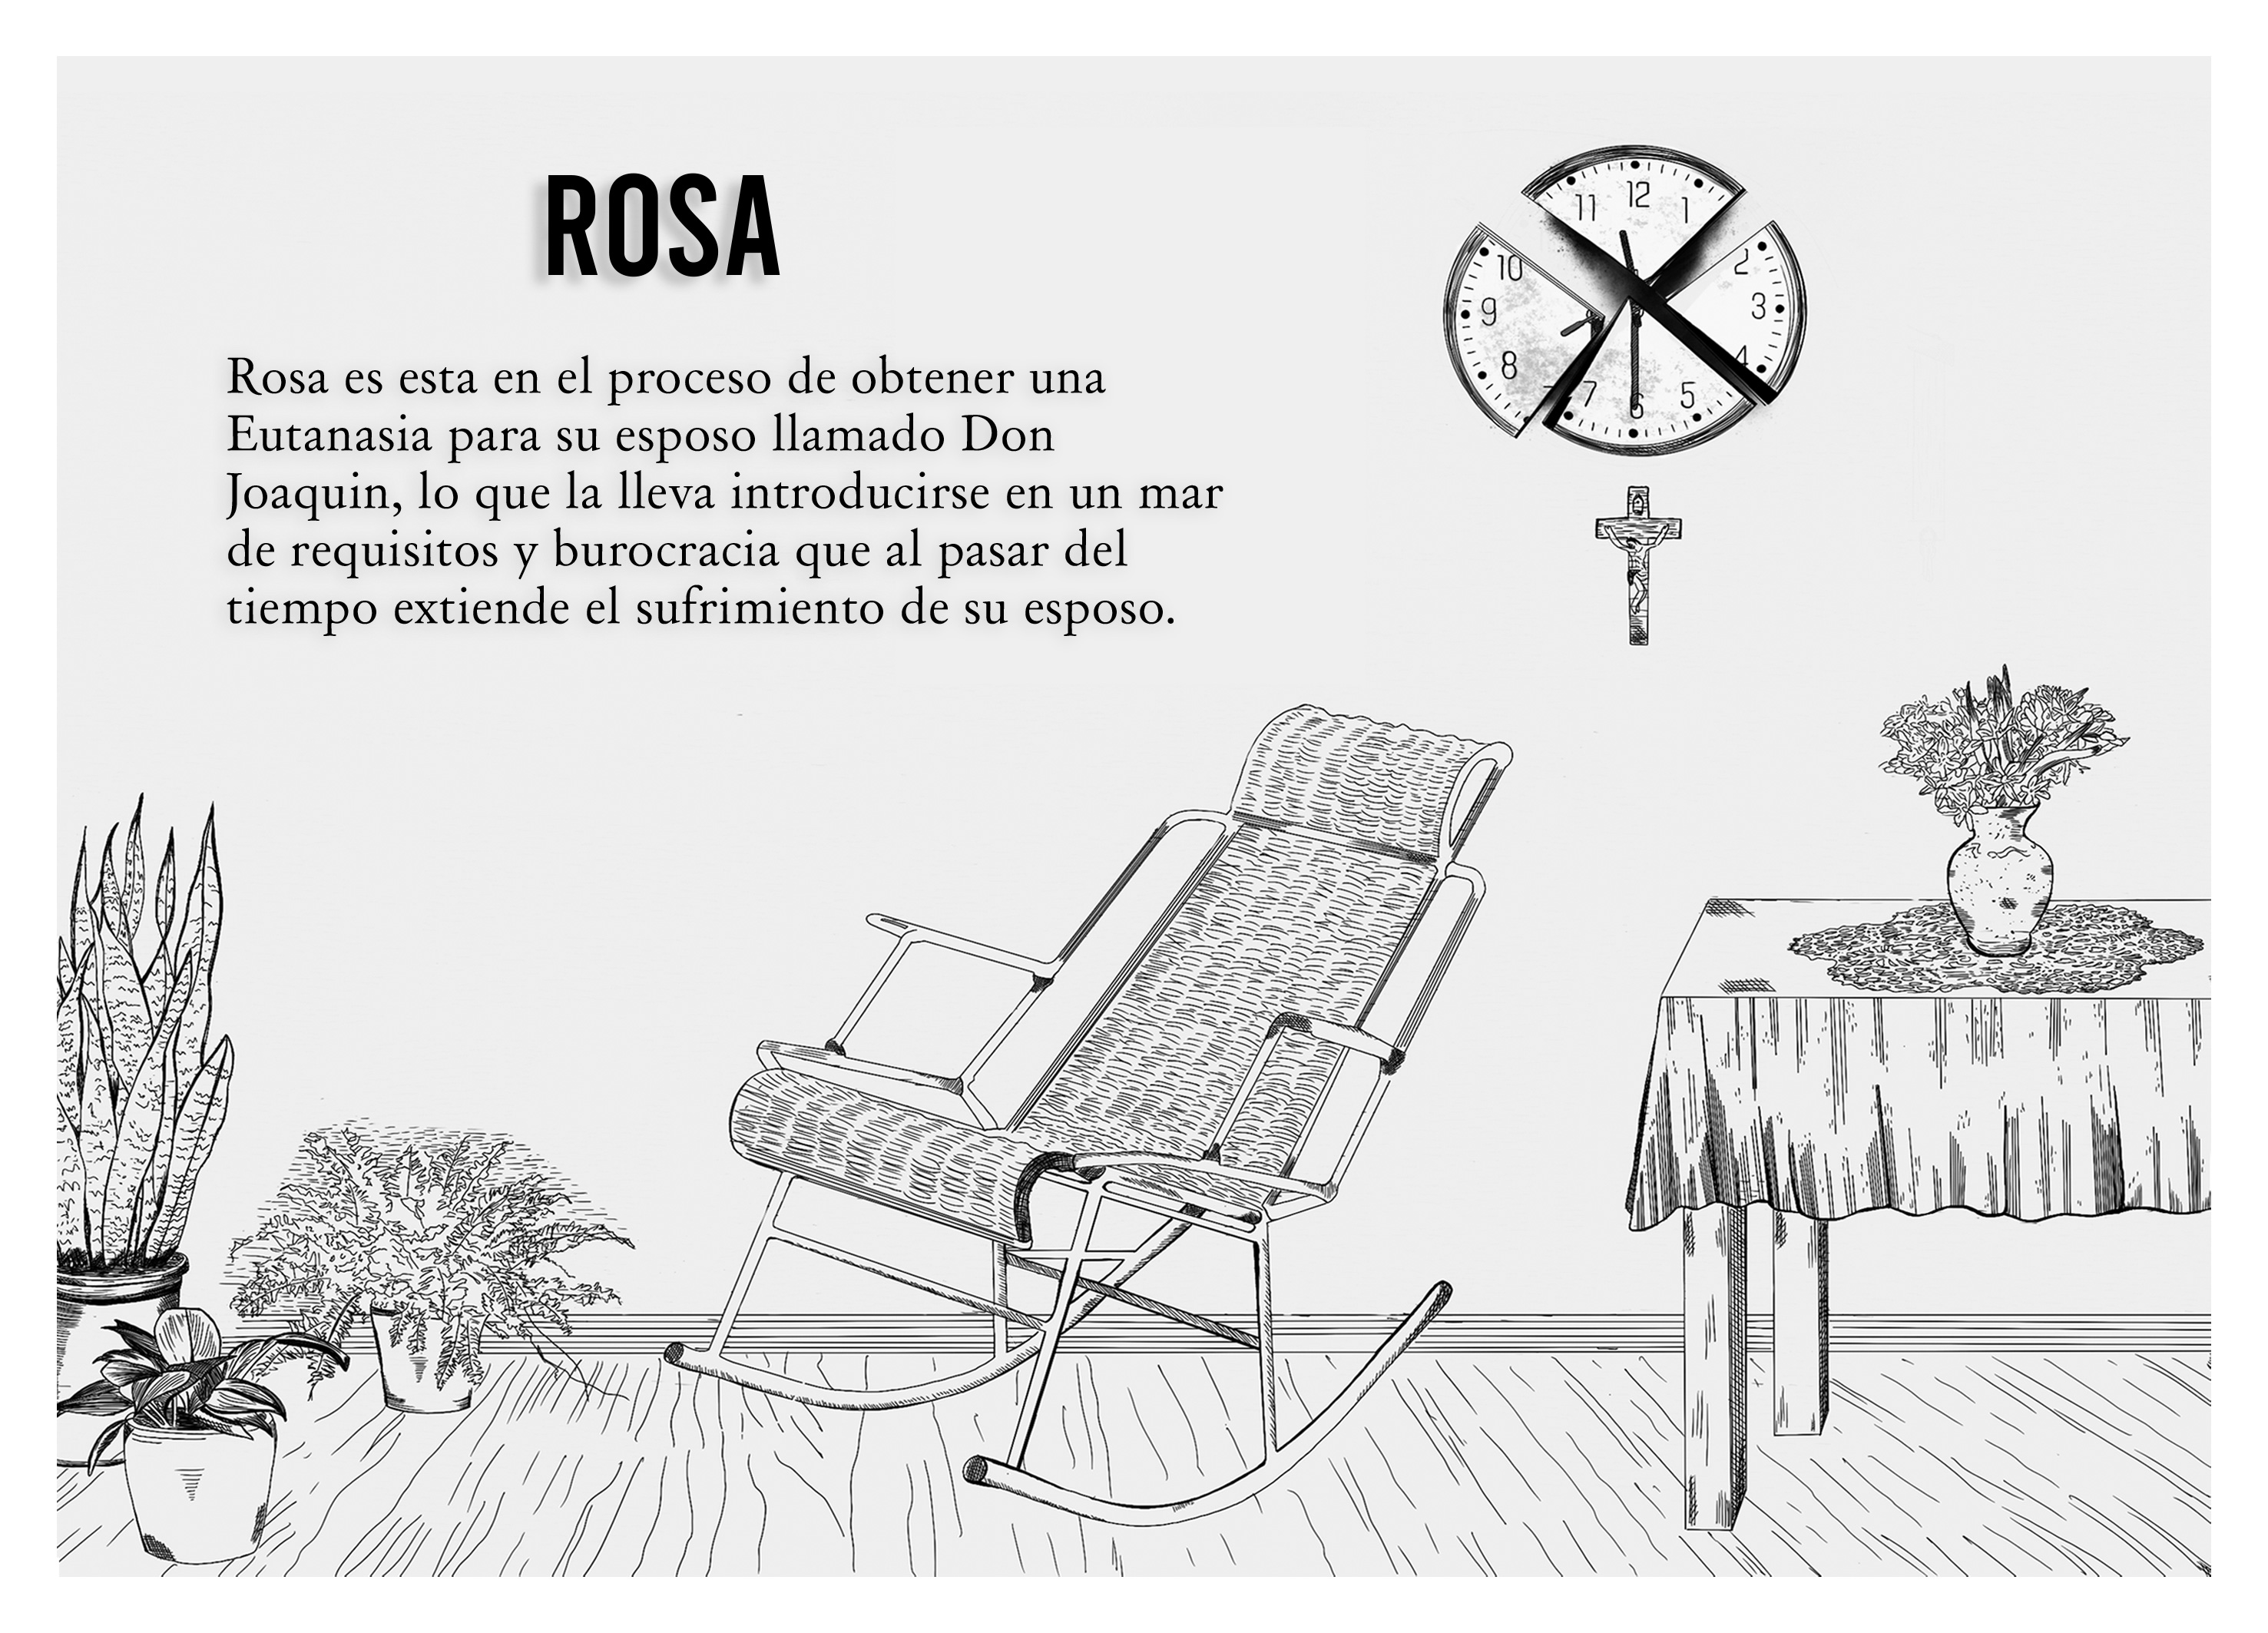 ROSA
Rosa es esta en el proceso de obtener una
Eutanasia para su esposo llamado Don
Joaquin, lo que la lleva introducirse en un mar
de requisitos y burocracia que al pasar del
tiempo extiende el sufrimiento de su esposo.
11 12 1
10 2
9 3
8 4
7 6 5